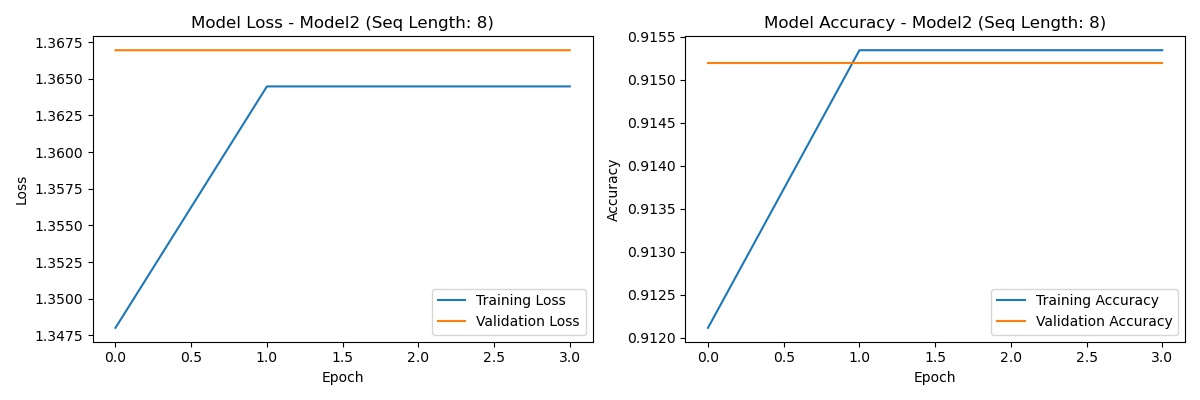 Model Loss - Model2 (Seq Length: 8)
1.3675
1.3650
1.3625
1.3600
1.3575
1.3550
1.3525
1.3500
1.3475
Loss
0.0 0.5 1.0 1.5 2.0 2.5 3.0
Epoch
Training Loss
Validation Loss
Model Accuracy - Model2 (Seq Length: 8)
0.9155
0.9150
0.9145
0.9140
0.9135
0.9130
0.9125
0.9120
Accuracy
0.0 0.5 1.0 1.5 2.0 2.5 3.0
Epoch
Training Accuracy
Validation Accuracy